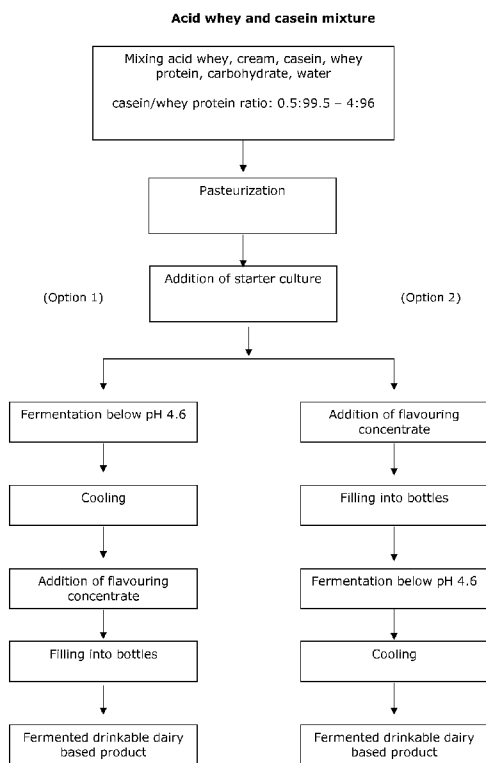 Acid whey and casein mixture
Mixing acid whey, cream, casein, whey
protein, carbohydrate, water
casein/whey protein ratio: 0.5:99.5 – 4:96
Pasteurization
Addition of starter culture
(Option 1)
(Option 2)
Fermentation below pH 4.6
Cooling
Addition of flavouring
concentrate
Filling into bottles
Fermented drinkable dairy
based product
Addition of flavouring
concentrate
Filling into bottles
Fermentation below pH 4.6
Cooling
Fermented drinkable dairy
based product